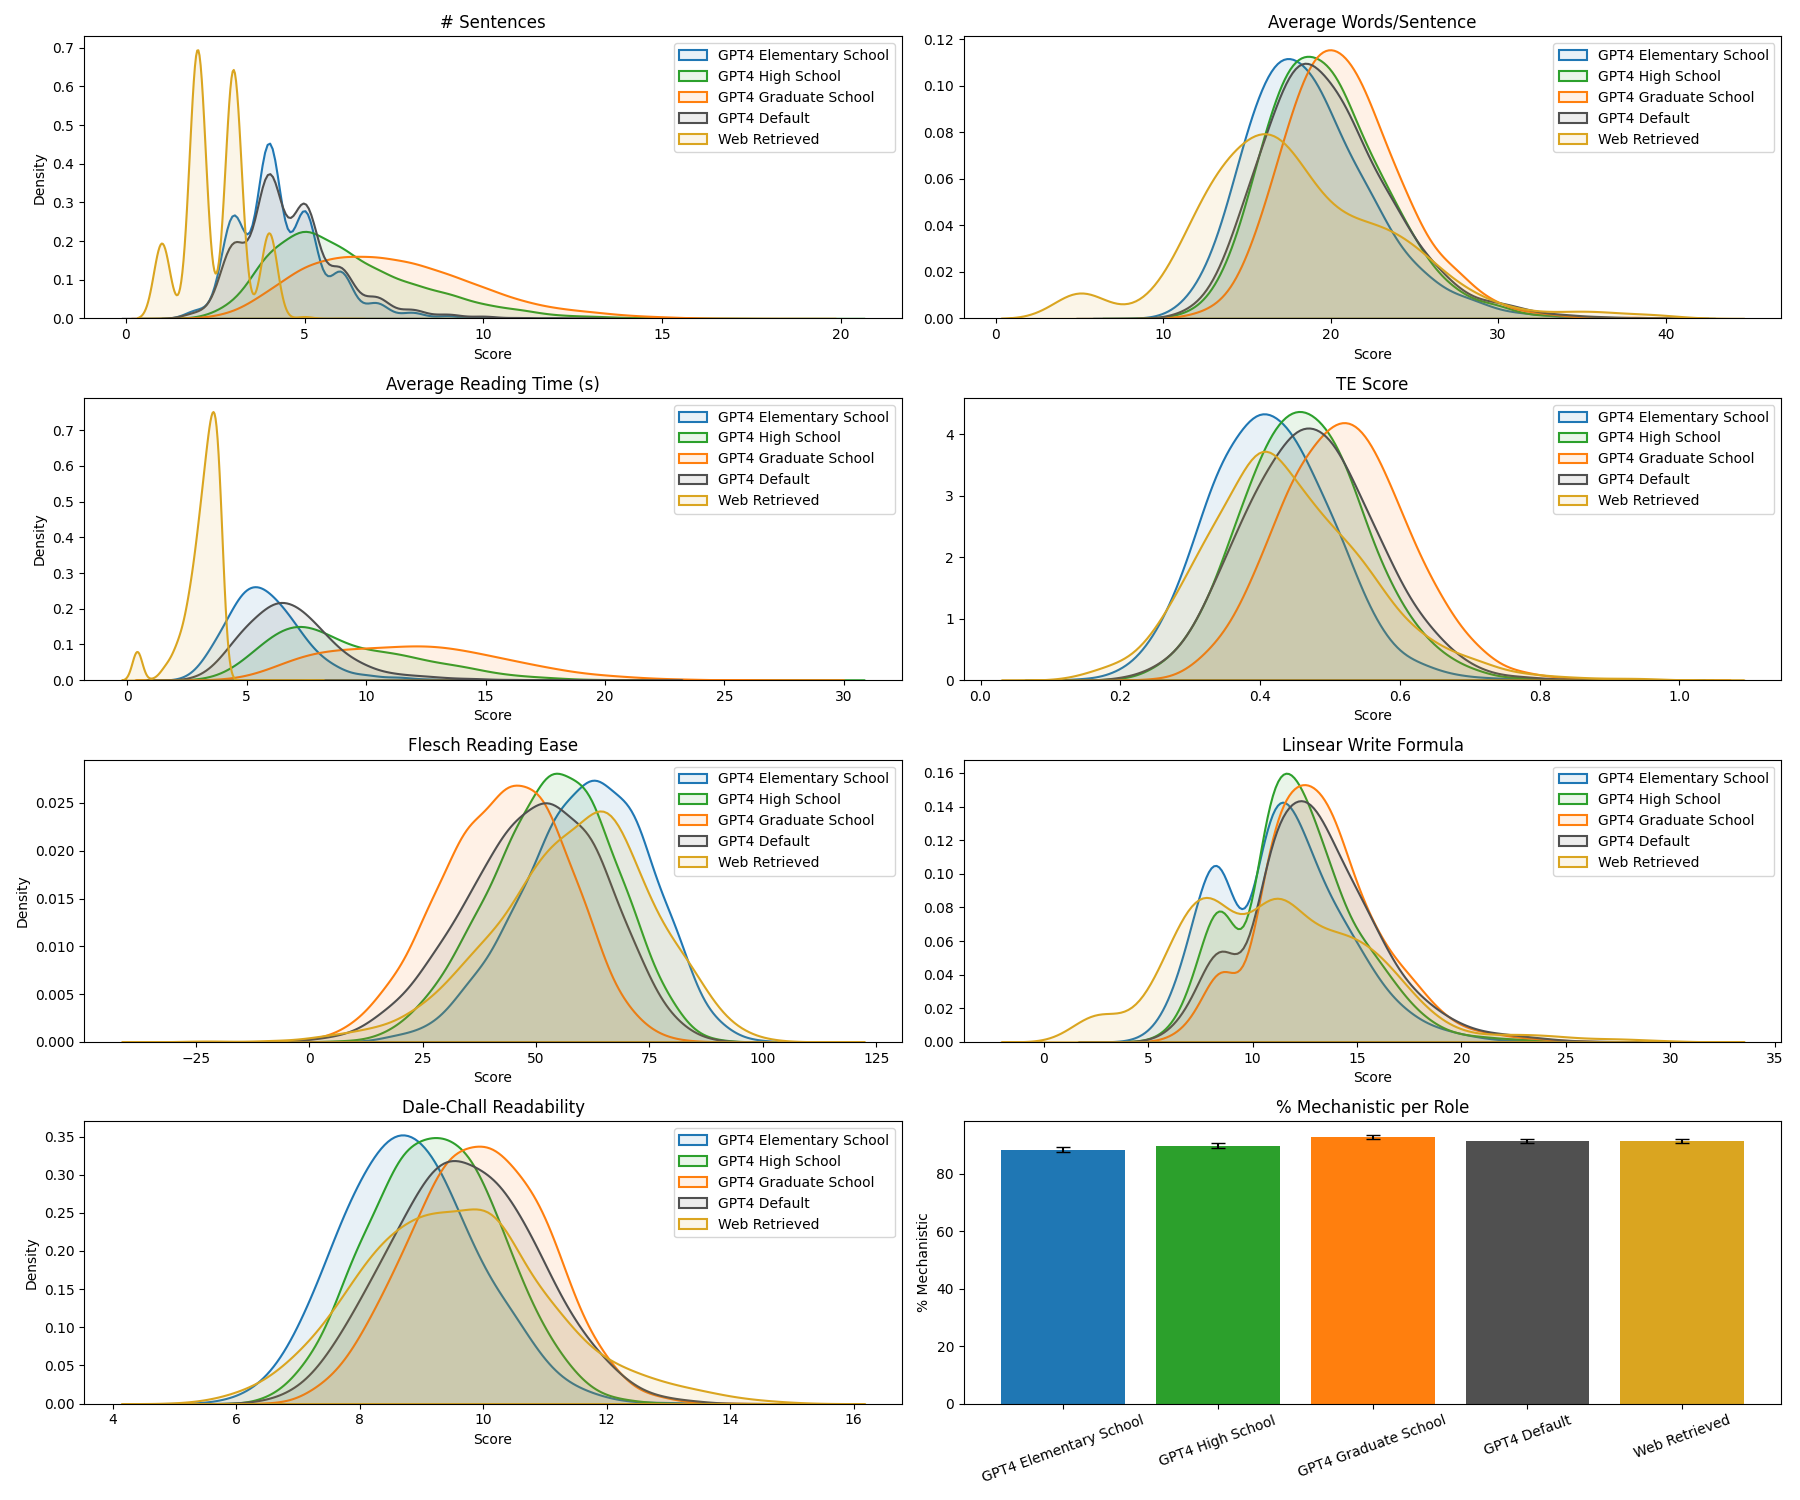 # Sentences
Density
0.7
0.6
0.5
0.4
0.3
0.2
0.1
0.0
0
5
10
15
20
Score
GPT4 Elementary School
GPT4 High School
GPT4 Graduate School
GPT4 Default
Web Retrieved
Average Words/Sentence
0.12
0.10
0.08
0.06
0.04
0.02
0.00
0
10
20
30
40
Score
GPT4 Elementary School
GPT4 High School
GPT4 Graduate School
GPT4 Default
Web Retrieved
Average Reading Time (s)
Density
0.7
0.6
0.5
0.4
0.3
0.2
0.1
0.0
0
5
10
15
20
25
30
Score
GPT4 Elementary School
GPT4 High School
GPT4 Graduate School
GPT4 Default
Web Retrieved
TE Score
4
3
2
1
0
0.0
0.2
0.4
0.6
0.8
1.0
Score
GPT4 Elementary School
GPT4 High School
GPT4 Graduate School
GPT4 Default
Web Retrieved
Flesch Reading Ease
Density
0.025
0.020
0.015
0.010
0.005
0.000
−25
0
25
50
75
100
125
Score
GPT4 Elementary School
GPT4 High School
GPT4 Graduate School
GPT4 Default
Web Retrieved
Linsear Write Formula
0.16
0.14
0.12
0.10
0.08
0.06
0.04
0.02
0.00
0
5
10
15
20
25
30
35
Score
GPT4 Elementary School
GPT4 High School
GPT4 Graduate School
GPT4 Default
Web Retrieved
Dale-Chall Readability
Density
0.35
0.30
0.25
0.20
0.15
0.10
0.05
0.00
4
6
8
10
12
14
16
Score
GPT4 Elementary School
GPT4 High School
GPT4 Graduate School
GPT4 Default
Web Retrieved
% Mechanistic per Role
% Mechanistic
80
60
40
20
0
GPT4 Elementary School
GPT4 High School
GPT4 Graduate School
GPT4 Default
Web Retrieved